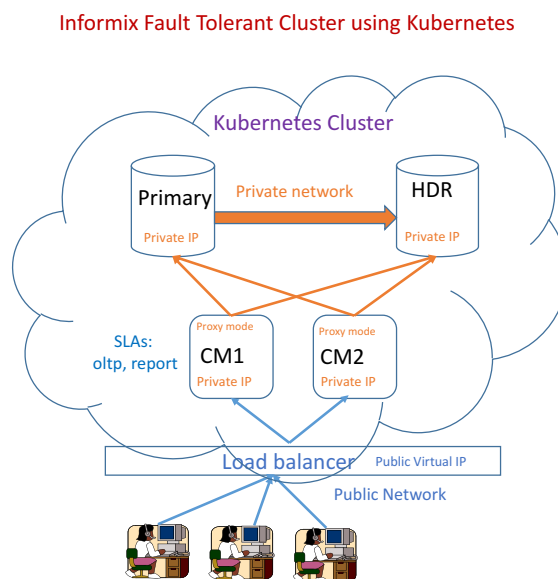 Informix Fault Tolerant Cluster using Kubernetes
Kubernetes Cluster
Primary
Private network
HDR
Private IP
Private IP
SLAs:
oltp, report
Proxy mode
CM1
Private IP
Proxy mode
CM2
Private IP
Load balancer
Public Virtual IP
Public Network